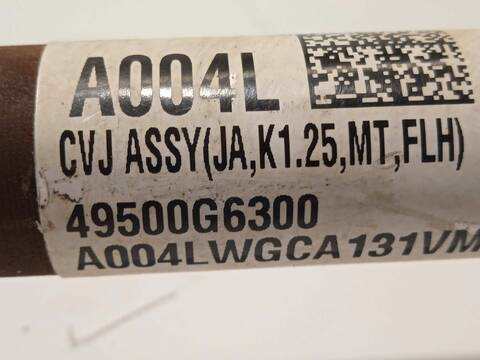 A004L
CVJ ASSY(JA,K1.25,MT,FLH)
49500G6300
A004LWGCA131VM